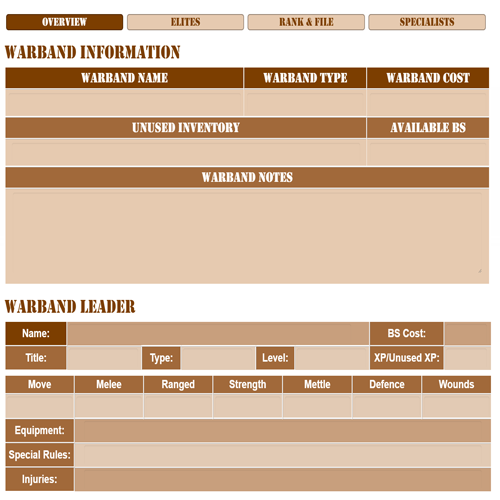 OVERVIEW ELITES RANK & FILE SPECIALISTS
WARBAND INFORMATION
WARBAND NAME WARBAND TYPE WARBAND COST
UNUSED INVENTORY AVAILABLE BS
WARBAND NOTES
WARBAND LEADER
Name: BS Cost:
Title: Type: Level: XP/Unused XP:
Move Melee Ranged Strength Mettle Defence Wounds
Equipment:
Special Rules:
Injuries: